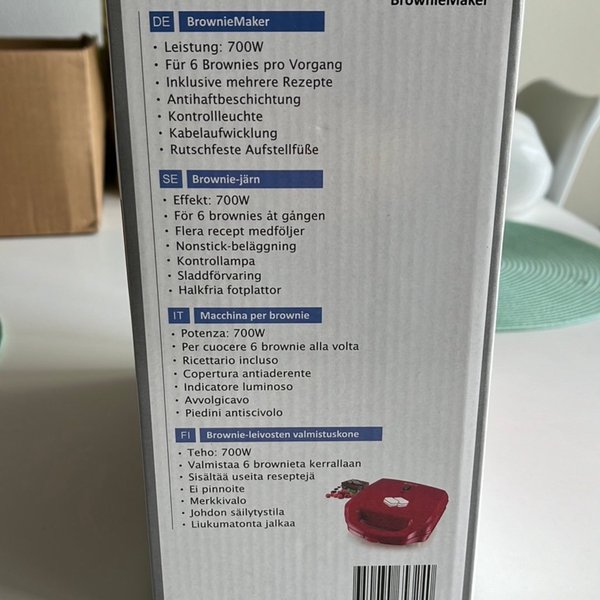 BrownieMaker
DE BrownieMaker
• Leistung: 700W
• Für 6 Brownies pro Vorgang
• Inklusive mehrere Rezepte
• Antihaftbeschichtung
• Kontrollleuchte
• Kabelaufwicklung
• Rutschfeste Aufstellfüße
SE Brownie-järn
• Effekt: 700W
• För 6 brownies åt gången
• Flera recept medföljer
• Nonstick-beläggning
• Kontrollampa
• Sladdförvaring
• Halkfria fotplattor
IT Macchina per brownie
• Potenza: 700W
• Per cuocere 6 brownie alla volta
• Ricettario incluso
• Copertura antiaderente
• Indicatore luminoso
• Avvolgicavo
• Piedini antiscivolo
FI Brownie-leivosten valmistuskone
• Teho: 700W
• Valmistaa 6 brownieta kerrallaan
• Sisältää useita reseptejä
• Ei pinnoite
• Merkkivalo
• Johdon säilytystila
• Liukumatonta jalkaa